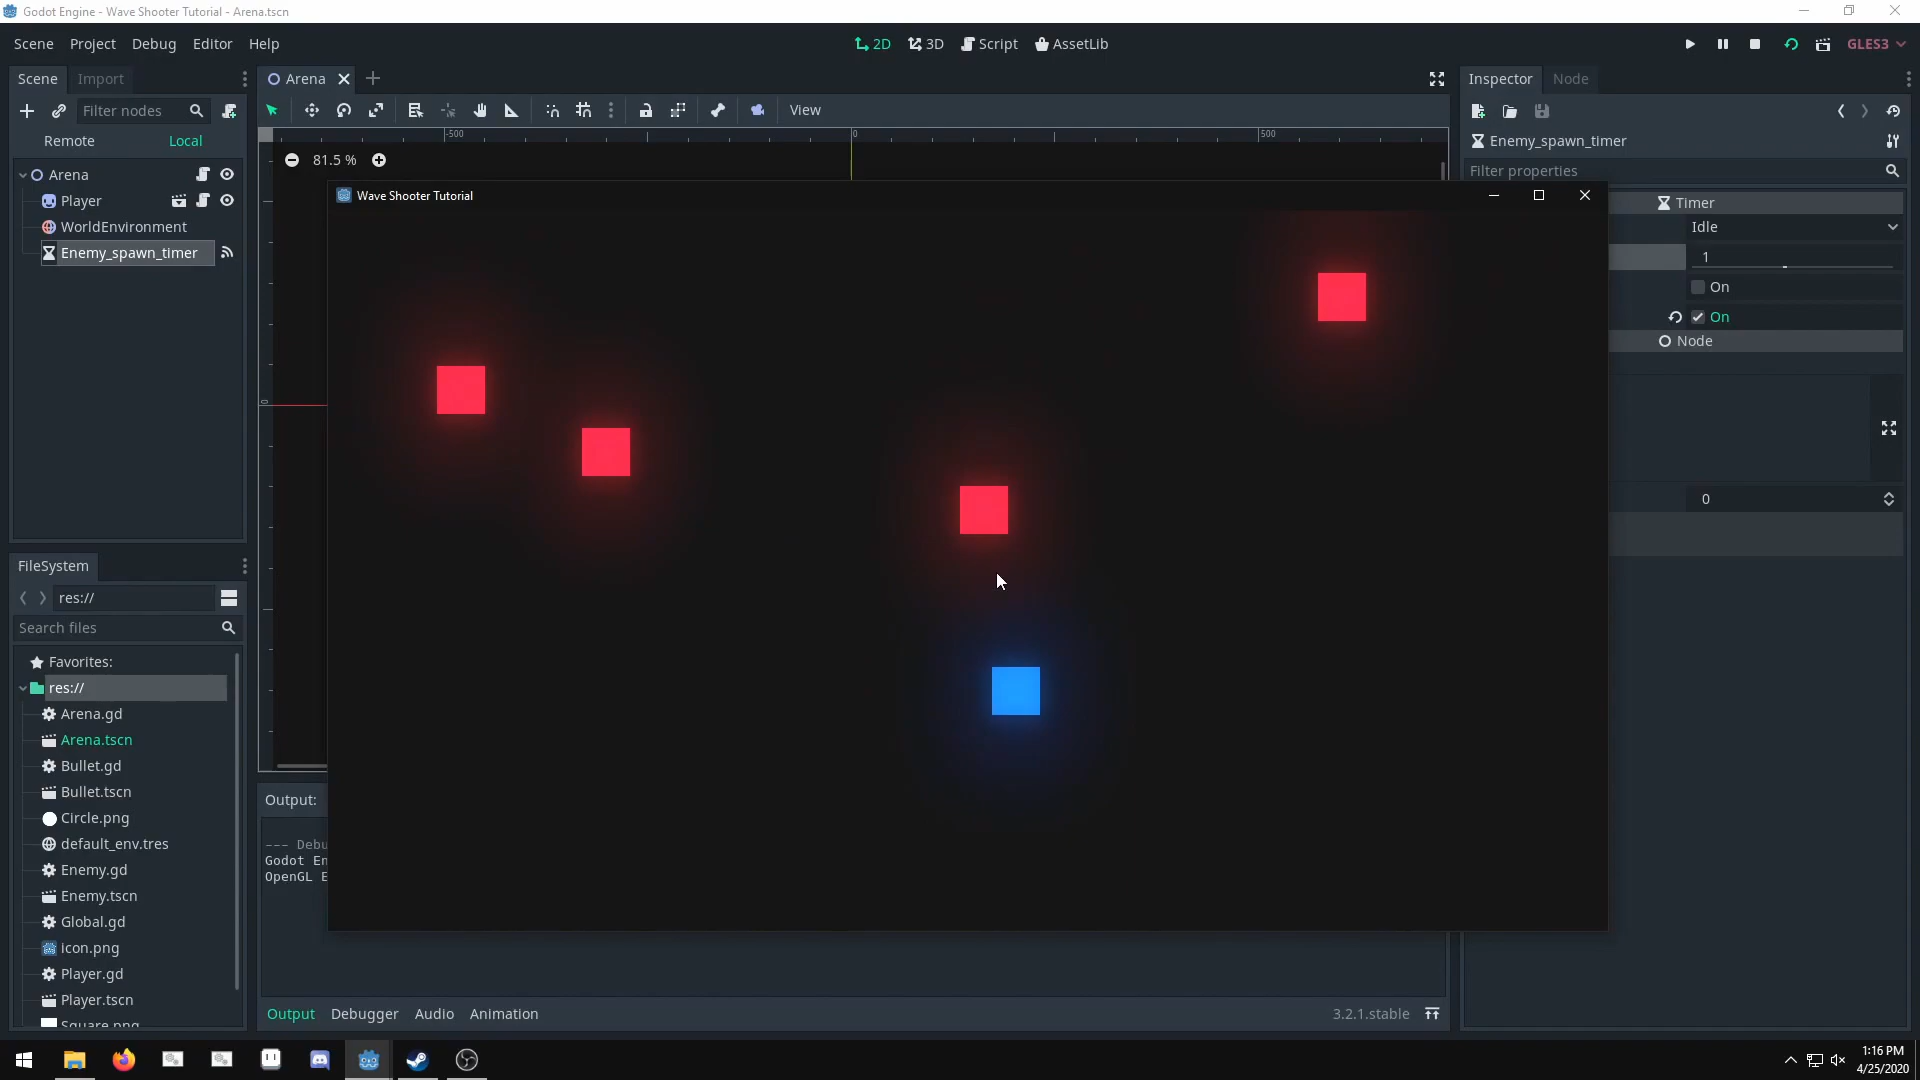 Godot Engine - Wave Shooter Tutorial - Arena.tscn
Scene Project Debug Editor Help
2D 3D Script AssetLib
GLES3
Scene Import
Arena
Inspector Node
Filter nodes
View
Remote Local
-500 0 500
Enemy_spawn_timer
81.5 %
Filter properties
Arena
Player
WorldEnvironment
Enemy_spawn_timer
Wave Shooter Tutorial
Timer
Idle
1
On
On
Node
0
0
FileSystem
res://
Search files
Favorites:
res://
Arena.gd
Arena.tscn
Bullet.gd
Bullet.tscn
Circle.png
default_env.tres
Enemy.gd
Enemy.tscn
Global.gd
icon.png
Player.gd
Player.tscn
Square.png
Output:
--- Debu
Godot En
OpenGL E
Output Debugger Audio Animation
3.2.1.stable
1:16 PM
4/25/2020